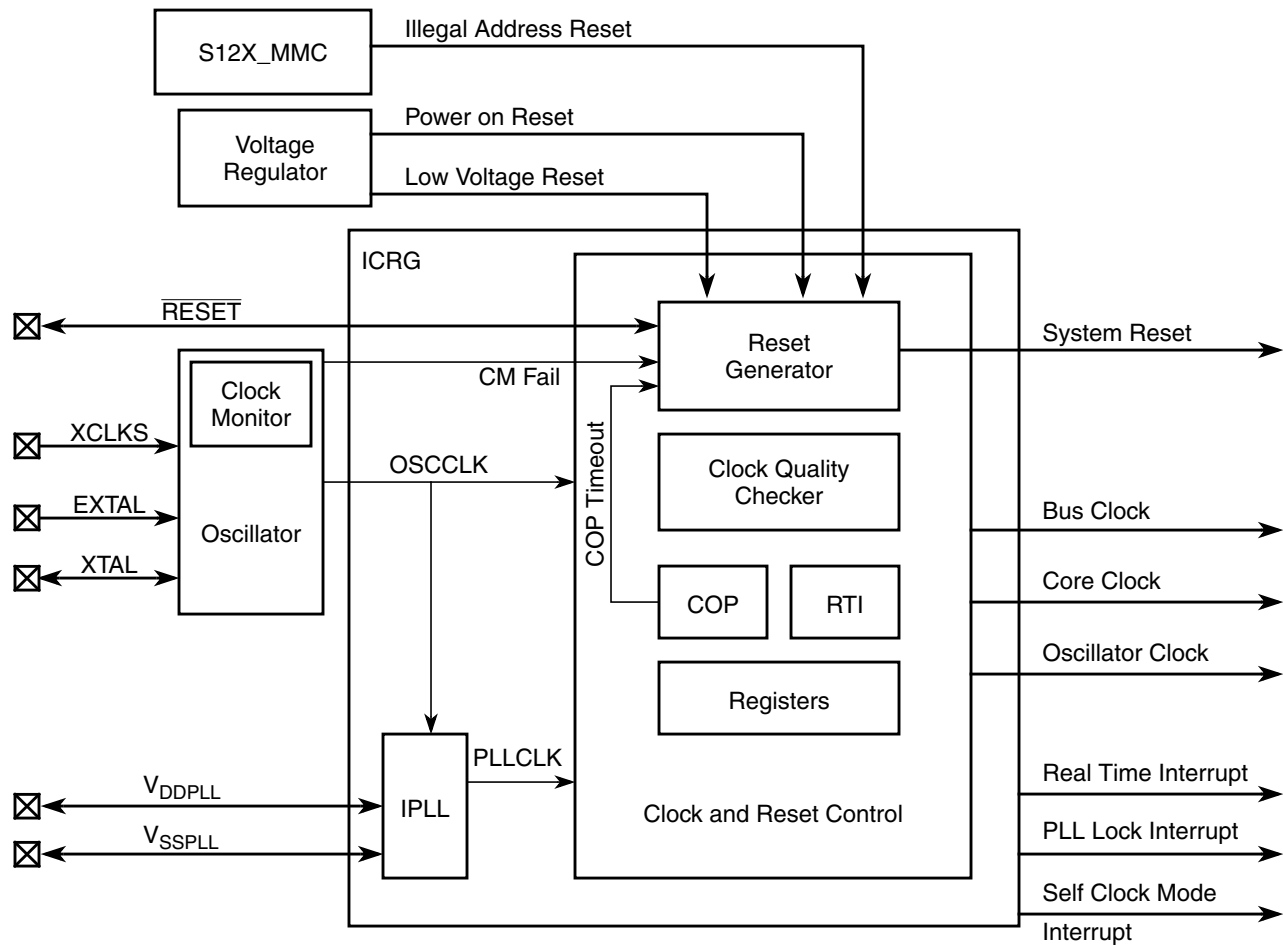 S12X_MMC
Illegal Address Reset
Voltage
Regulator
Power on Reset
Low Voltage Reset
ICRG
RESET
Reset
Generator
System Reset
CM Fail
Clock
Monitor
XCLKS
OSCCLK
COP Timeout
Clock Quality
Checker
EXTAL
Oscillator
XTAL
Bus Clock
COP
RTI
Core Clock
Oscillator Clock
Registers
PLLCLK
VDDPLL
IPLL
VSSPLL
Clock and Reset Control
Real Time Interrupt
PLL Lock Interrupt
Self Clock Mode
Interrupt